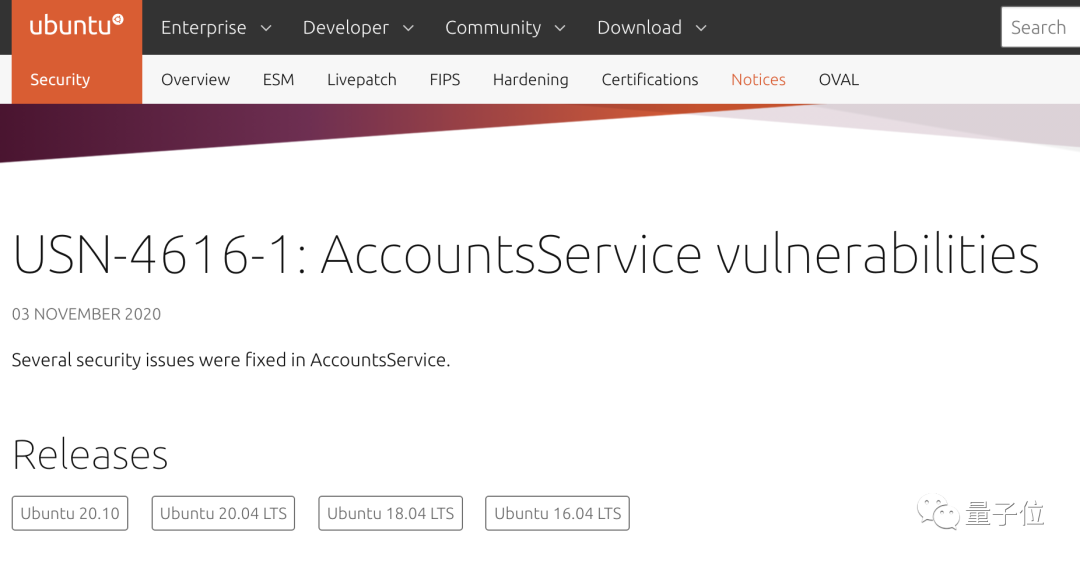 ubuntu Enterprise Developer Community Download Search
Security Overview ESM Livepatch FIPS Hardening Certifications Notices OVAL
USN-4616-1: AccountsService vulnerabilities
03 NOVEMBER 2020
Several security issues were fixed in AccountsService.
Releases
Ubuntu 20.10 Ubuntu 20.04 LTS Ubuntu 18.04 LTS Ubuntu 16.04 LTS
量子位